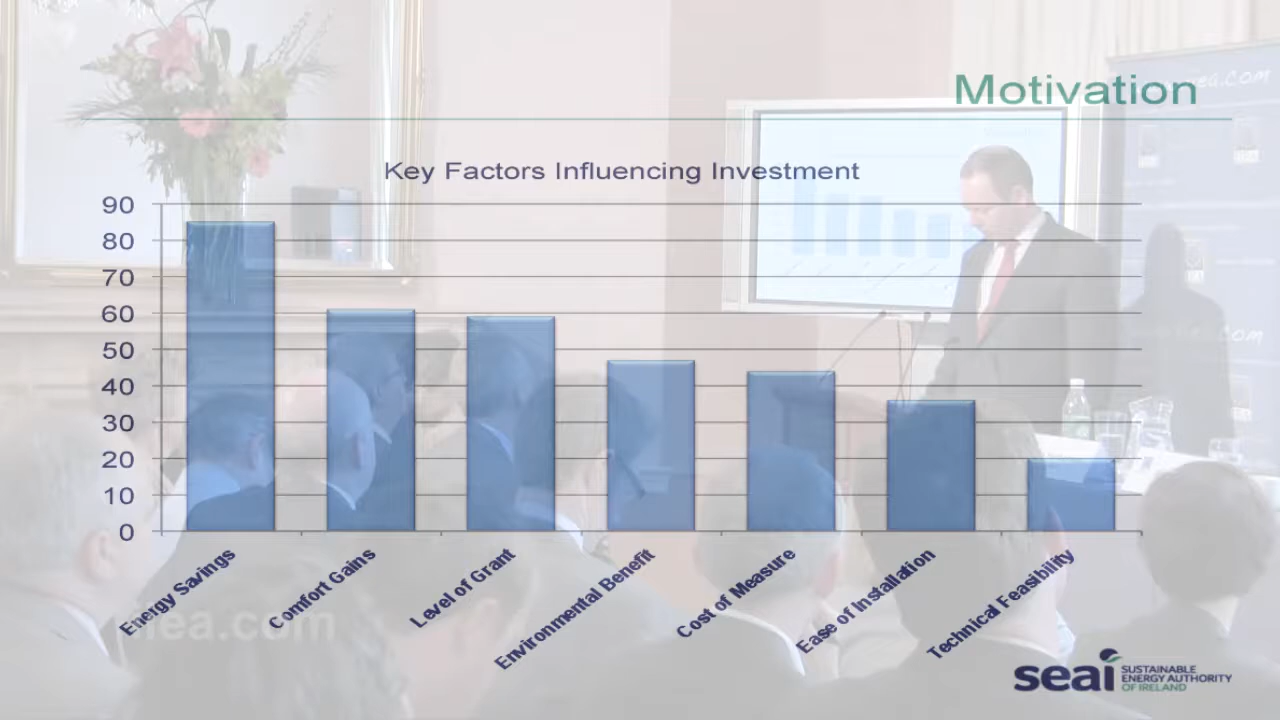 Motivation
Key Factors Influencing Investment
90
80
70
60
50
40
30
20
10
0
Energy Savings
Comfort Gains
Level of Grant
Environmental Benefit
Cost of Measure
Ease of Installation
Technical Feasibility
seai
SUSTAINABLE
ENERGY AUTHORITY
OF IRELAND